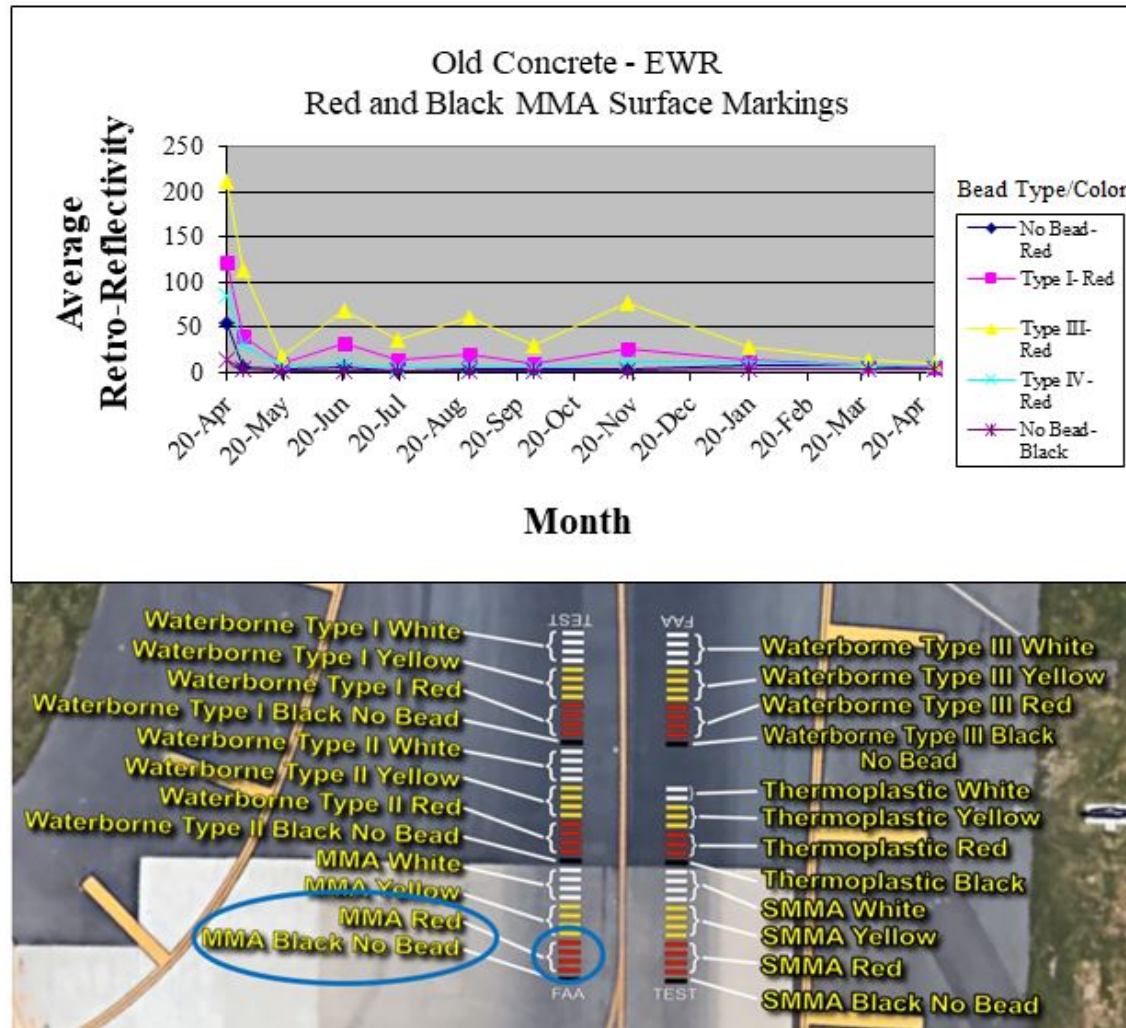 Old Concrete - EWR
Red and Black MMA Surface Markings
Average
Retro-Reflectivity
250
200
150
100
50
0
20-Apr
20-May
20-Jun
20-Jul
20-Aug
20-Sep
20-Oct
20-Nov
20-Dec
20-Jan
20-Feb
20-Mar
20-Apr
Month
Bead Type/Color
No Bead-
Red
Type I- Red
Type III-
Red
Type IV-
Red
No Bead-
Black
TEST
FAA
Waterborne Type I White
Waterborne Type I Yellow
Waterborne Type I Red
Waterborne Type I Black No Bead
Waterborne Type II White
Waterborne Type II Yellow
Waterborne Type II Red
Waterborne Type II Black No Bead
MMA White
MMA Yellow
MMA Red
MMA Black No Bead
Waterborne Type III White
Waterborne Type III Yellow
Waterborne Type III Red
Waterborne Type III Black
No Bead
Thermoplastic White
Thermoplastic Yellow
Thermoplastic Red
Thermoplastic Black
SMMA White
SMMA Yellow
SMMA Red
SMMA Black No Bead
FAA
TEST